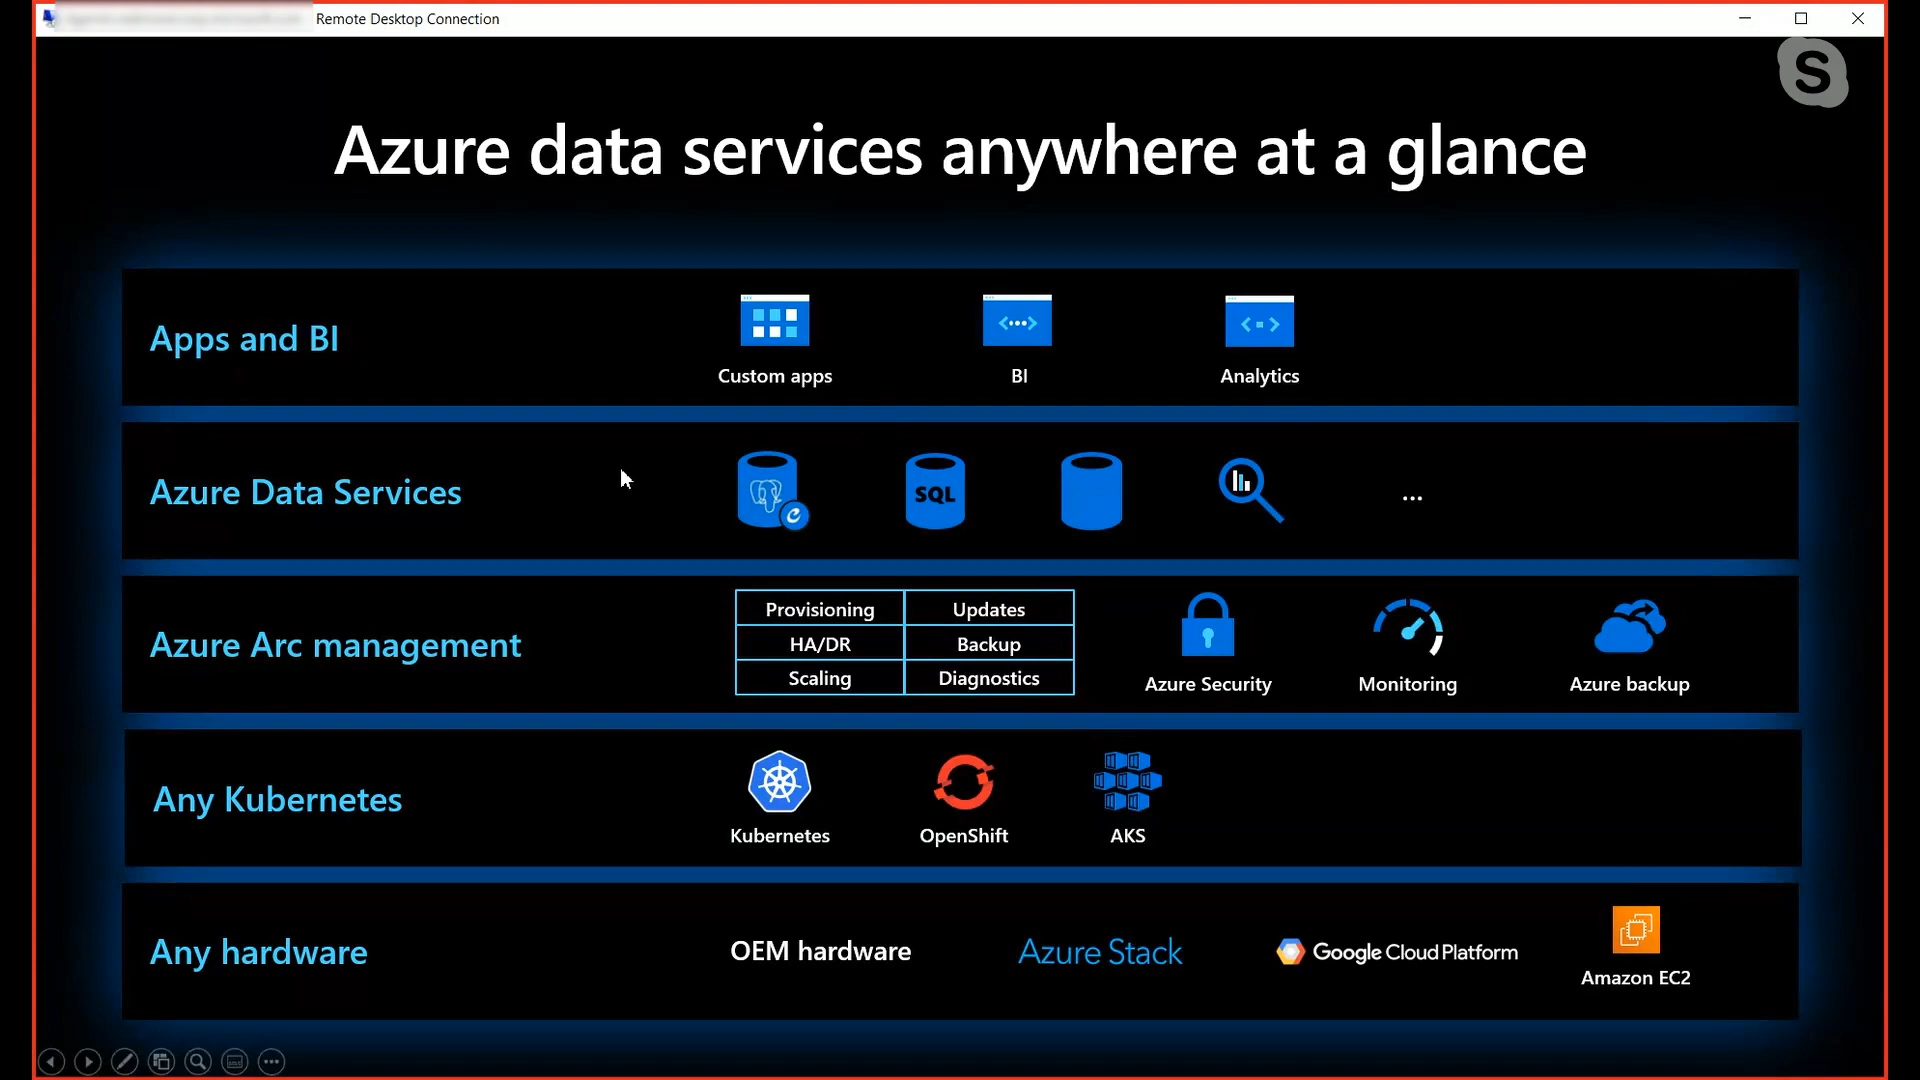 Remote Desktop Connection
S
Azure data services anywhere at a glance
Apps and BI
Custom apps
BI
Analytics
Azure Data Services
SQL
...
Azure Arc management
Provisioning Updates
HA/DR Backup
Scaling Diagnostics
Azure Security
Monitoring
Azure backup
Any Kubernetes
Kubernetes
OpenShift
AKS
Any hardware
OEM hardware
Azure Stack
Google Cloud Platform
Amazon EC2